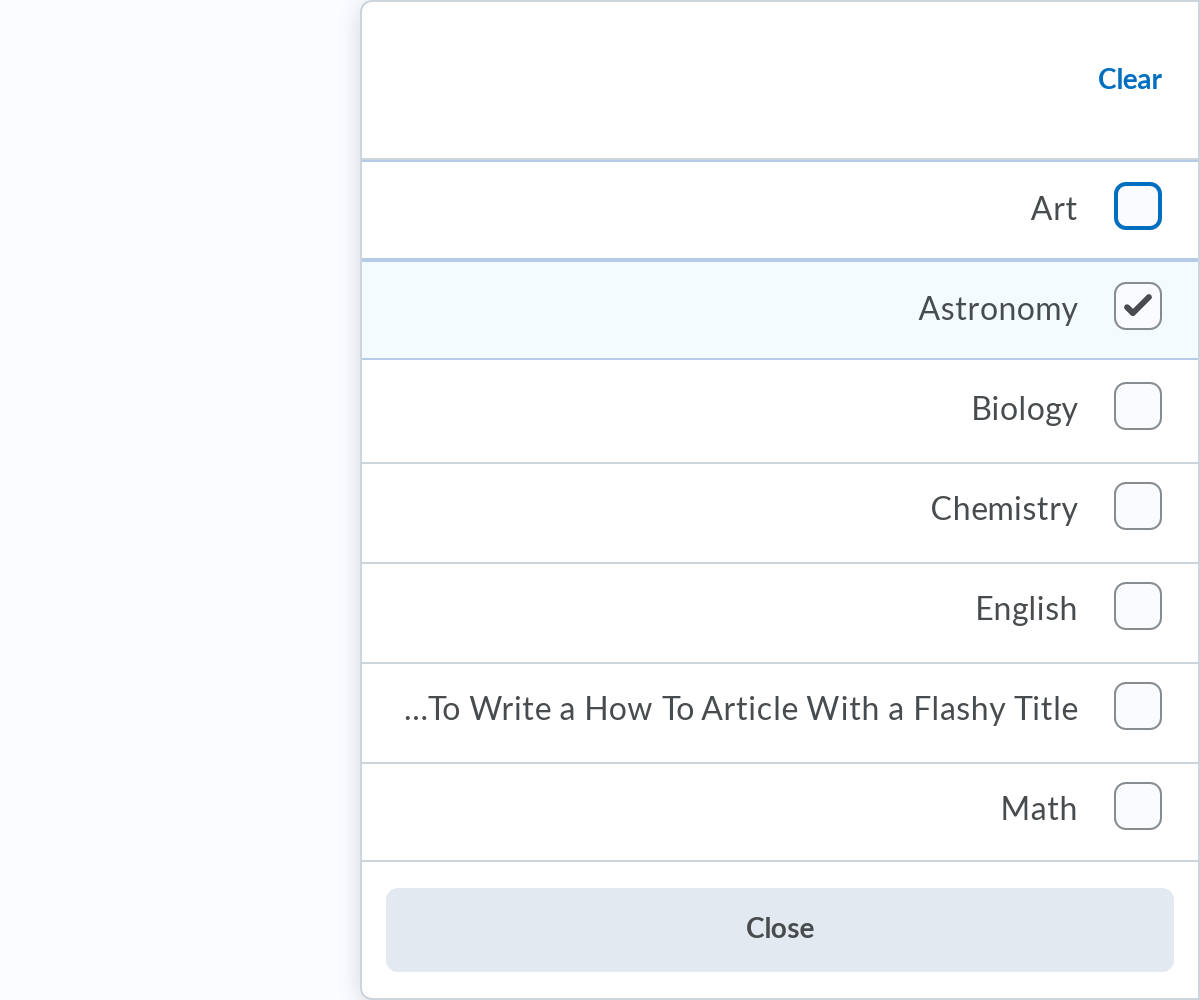 Clear
Art
Astronomy
Biology
Chemistry
English
...To Write a How To Article With a Flashy Title
Math
Close